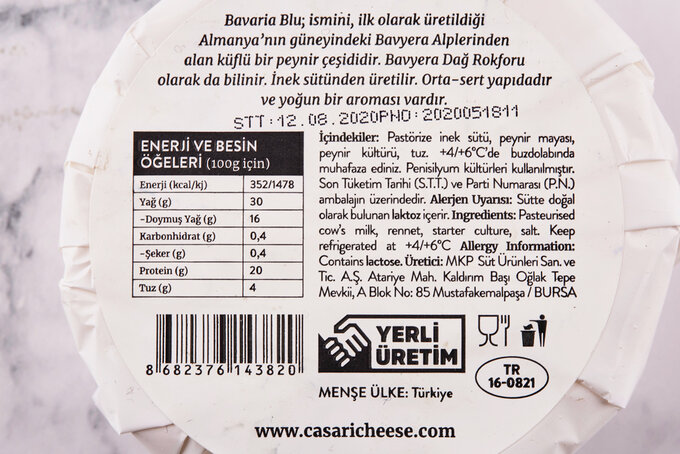 Bavaria Blu; ismini, ilk olarak üretildiği
Almanya'nın güneyindeki Bavyera Alplerinden
alan küflü bir peynir çeşididir. Bavyera Dağ Rokforu
olarak da bilinir. İnek sütünden üretilir. Orta-sert yapıdadır
ve yoğun bir aroması vardır.
STT:12.08.2020PNO:2020051811
ENERJİ VE BESİN
ÖĞELERİ (100g için)
Enerji (kcal/kj) 352/1478
Yağ (g) 30
-Doymuş Yağ (g) 16
Karbonhidrat (g) 0,4
-Şeker (g) 0,4
Protein (g) 20
Tuz (g) 4
İçindekiler: Pastörize inek sütü, peynir mayası,
peynir kültürü, tuz. +4/+6°C'de buzdolabında
muhafaza ediniz. Penisilyum kültürleri kullanılmıştır.
Son Tüketim Tarihi (S.T.T.) ve Parti Numarası (P.N.)
ambalajın üzerindedir. Alerjen Uyarısı: Sütte doğal
olarak bulunan laktoz içerir. Ingredients: Pasteurised
cow's milk, rennet, starter culture, salt. Keep
refrigerated at +4/+6°C Allergy Information:
Contains lactose. Üretici: MKP Süt Ürünleri San. ve
Tic. A.Ş. Atariye Mah. Kaldırım Başı Oğlak Tepe
Mevkii, A Blok No: 85 Mustafakemalpaşa / BURSA
8 682376 143820
YERLİ
ÜRETİM
MENŞE ÜLKE: Türkiye
TR
16-0821
www.casaricheese.com